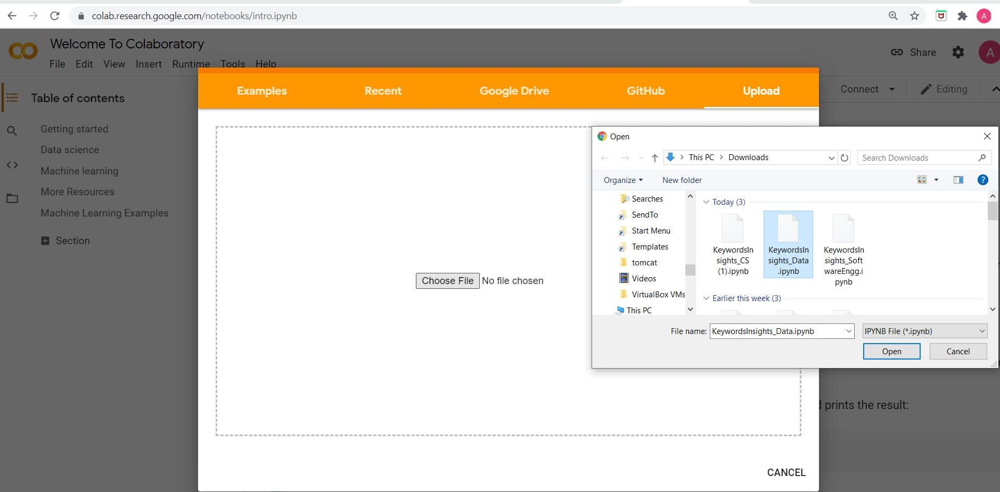 colab.research.google.com/notebooks/intro.ipynb
A
Welcome To Colaboratory
File Edit View Insert Runtime Tools Help
Share
A
Examples Recent Google Drive GitHub Upload
Connect
Editing
Table of contents
Getting started
Data science
Machine learning
More Resources
Machine Learning Examples
Section
Choose File No file chosen
Open
This PC
Downloads
Search Downloads
Organize
New folder
?
Searches
SendTo
Start Menu
Templates
tomcat
Videos
VirtualBox VMs
This PC
Today (3)
KeywordsIn
sights_CS
(1).ipynb
KeywordsIn
sights_Data
.ipynb
KeywordsIn
sights_Soft
wareEngg.i
pynb
Earlier this week (3)
File name: KeywordsInsights_Data.ipynb
IPYNB File (*.ipynb)
Open
Cancel
prints the result:
CANCEL